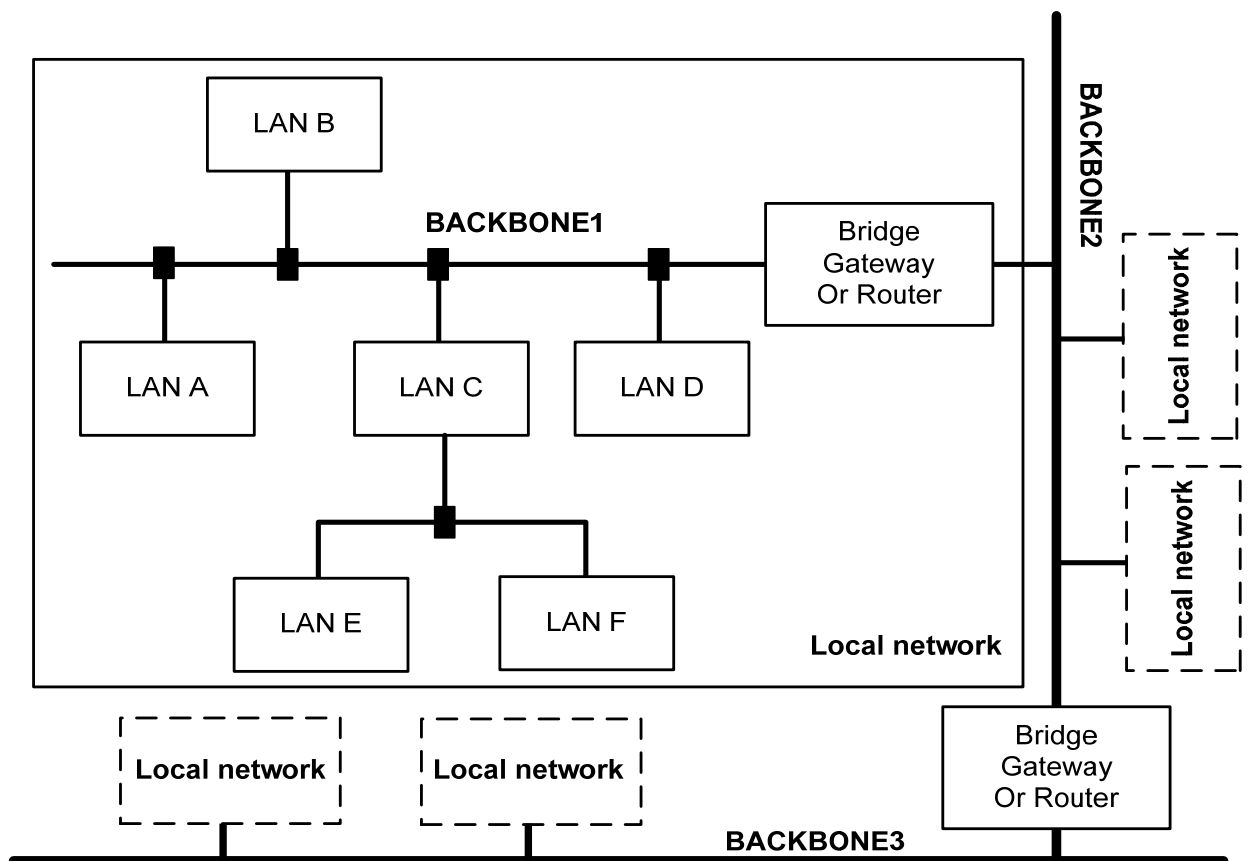 LAN B
BACKBONE1
Bridge
Gateway
Or Router
BACKBONE2
Local network
LAN A
LAN C
LAN D
Local network
LAN E
LAN F
Local network
Local network
Local network
Bridge
Gateway
Or Router
BACKBONE3